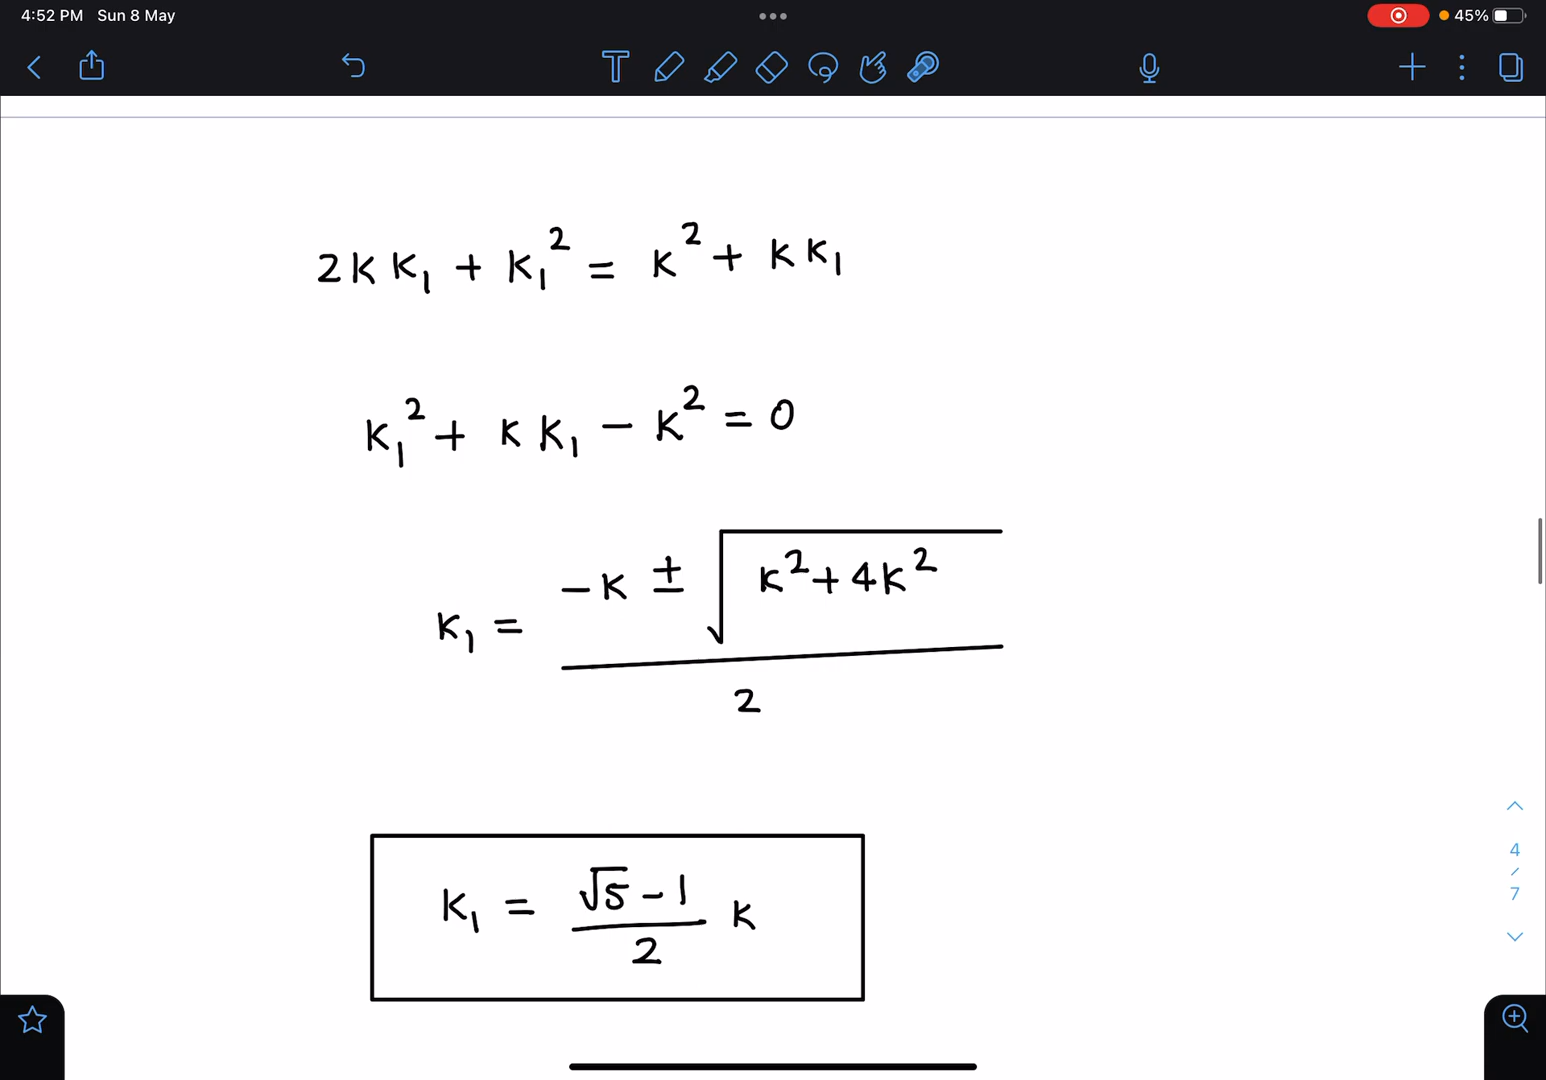 4:52 PM Sun 8 May
45%
T
2KK₁ + K₁² = K² + KK₁
K₁² + KK₁ − K² = 0
K₁ = (−K ± √(K² + 4K²)) / 2
K₁ = (√5 − 1)/2 K
4
/
7